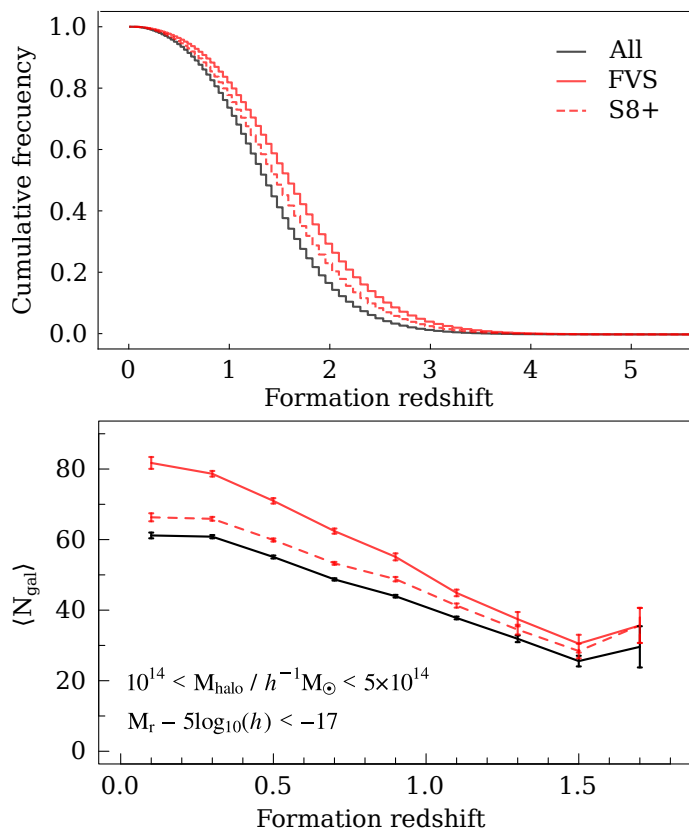 1.0
0.8
0.6
0.4
0.2
0.0
Cumulative frecuency
All
FVS
S8+
0 1 2 3 4 5
Formation redshift
80
60
40
20
0
⟨N_gal⟩
10^14 < M_halo / h^−1 M_⊙ < 5×10^14
M_r − 5log_10(h) < −17
0.0 0.5 1.0 1.5
Formation redshift